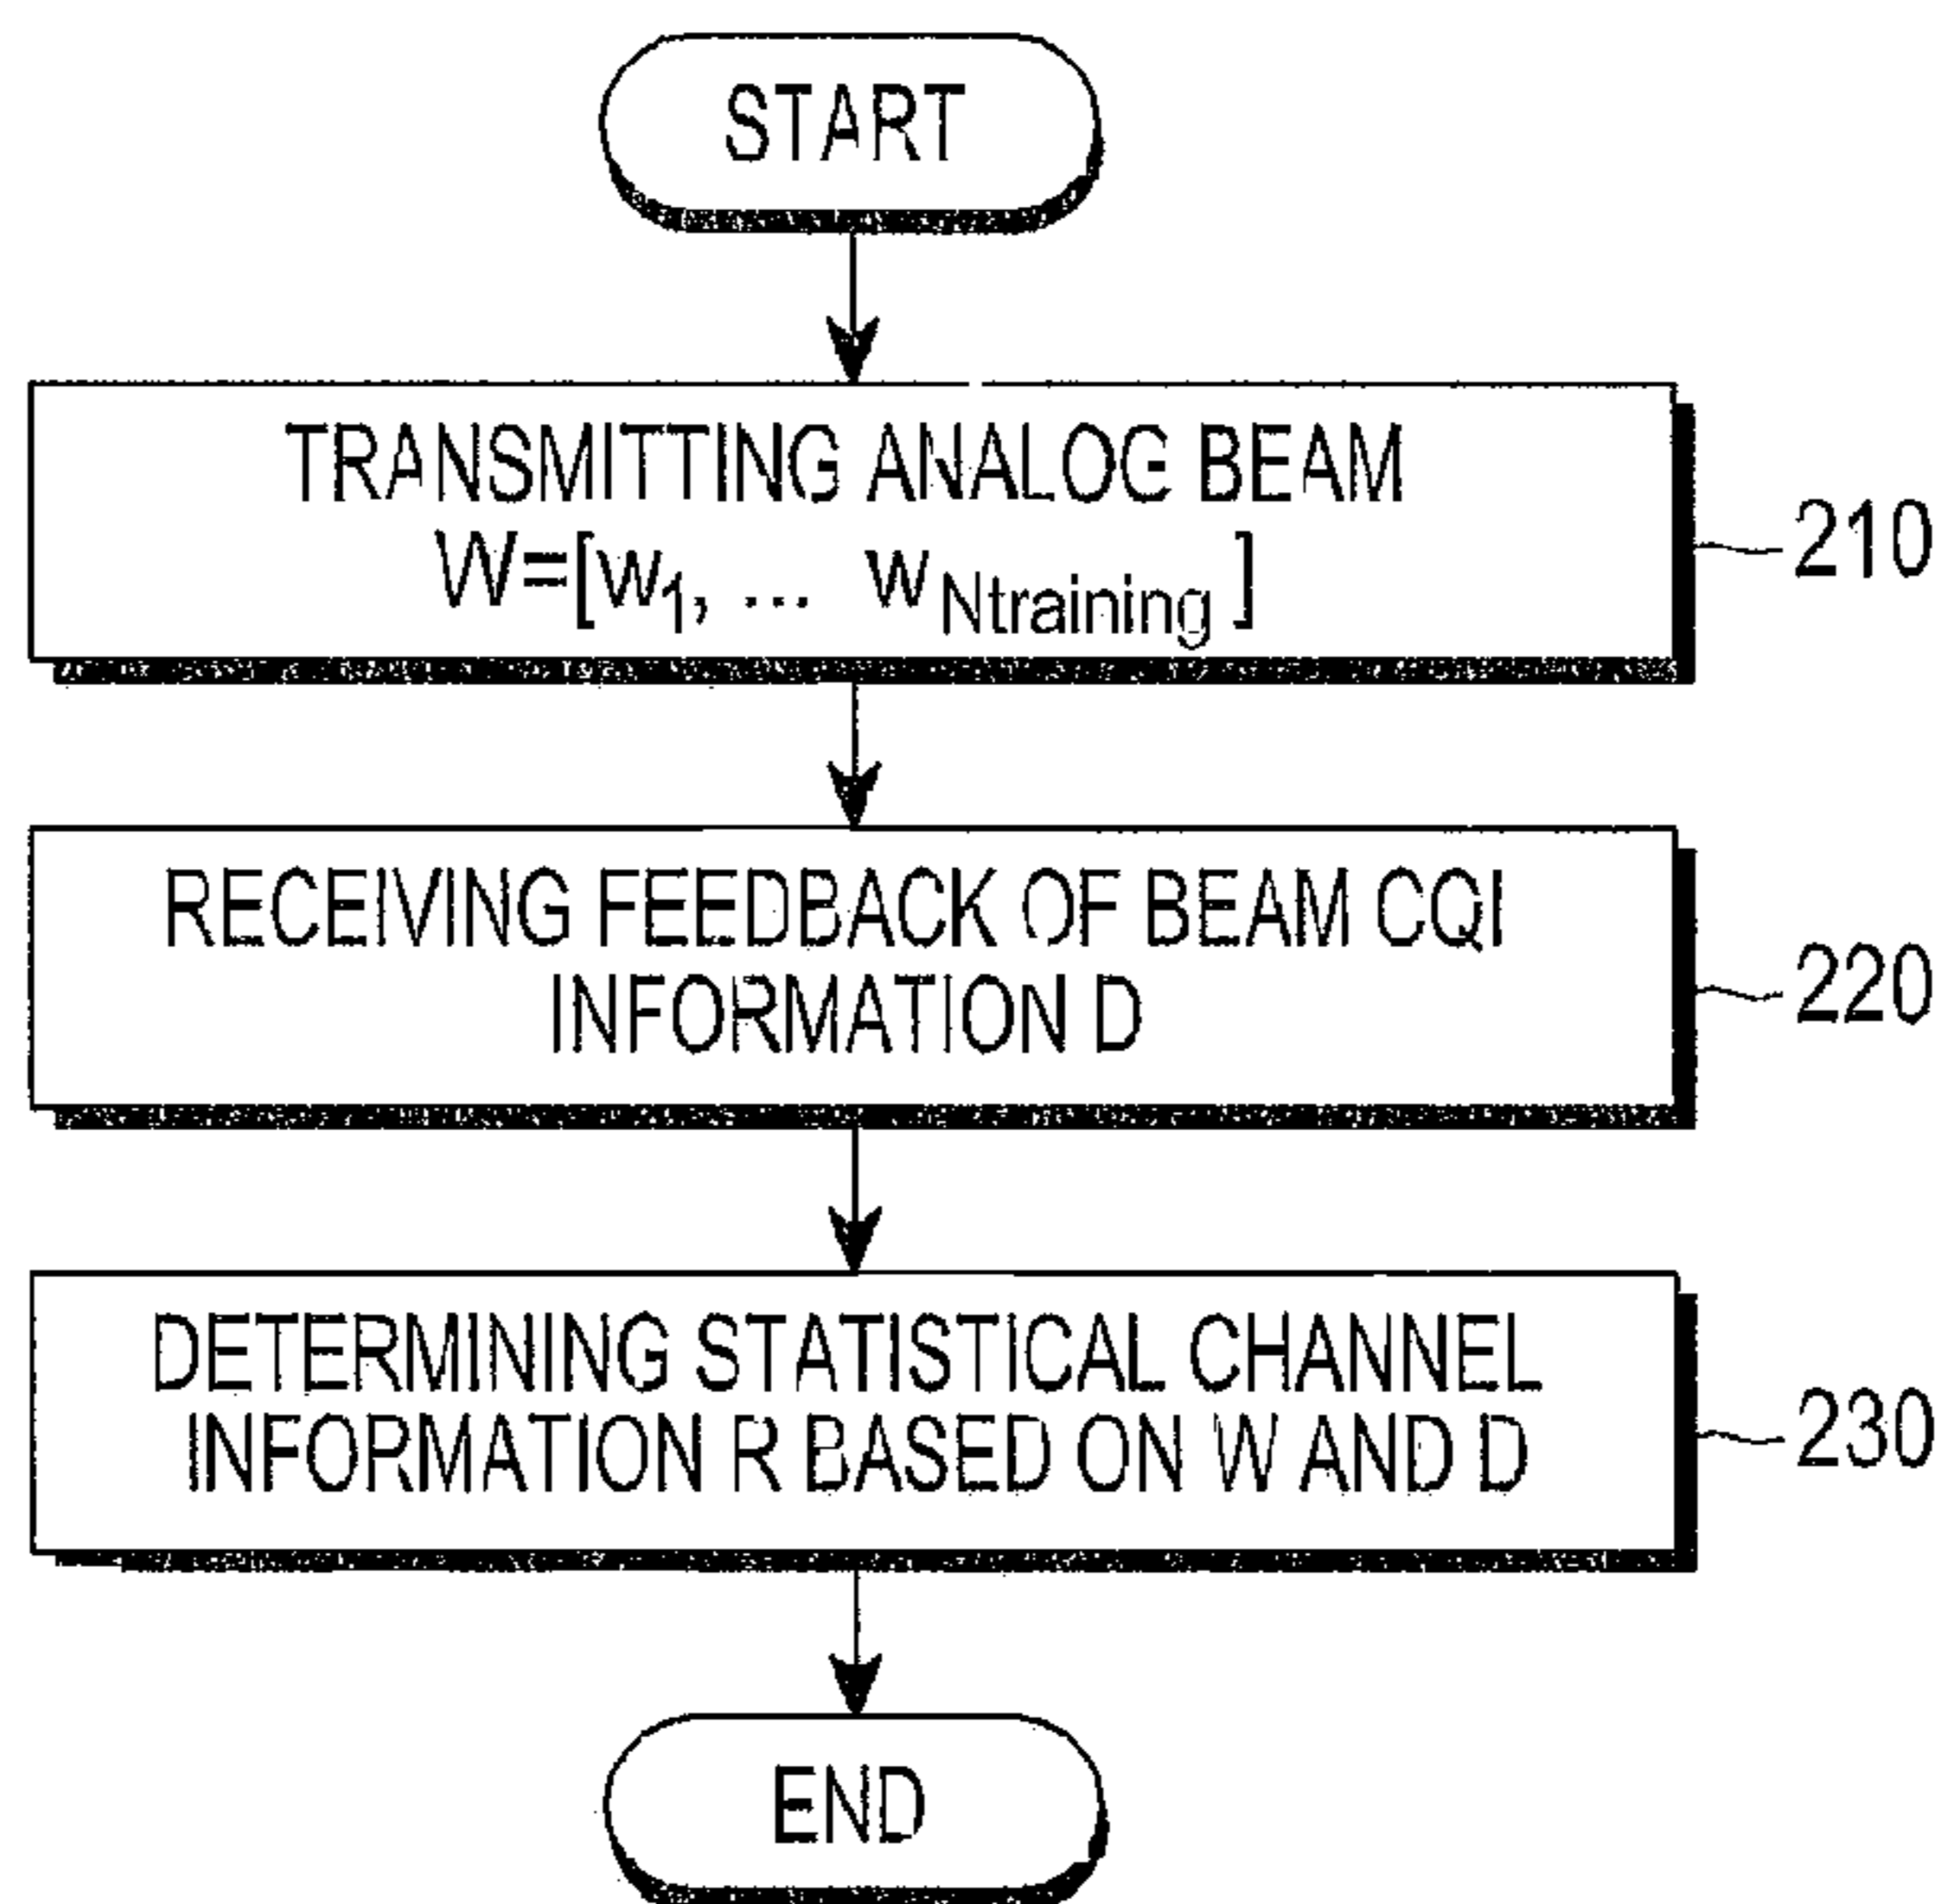 START
TRANSMITTING ANALOG BEAM
W=[w1, ... wNtraining ]
210
RECEIVING FEEDBACK OF BEAM CQI
INFORMATION D
220
DETERMINING STATISTICAL CHANNEL
INFORMATION R BASED ON W AND D
230
END